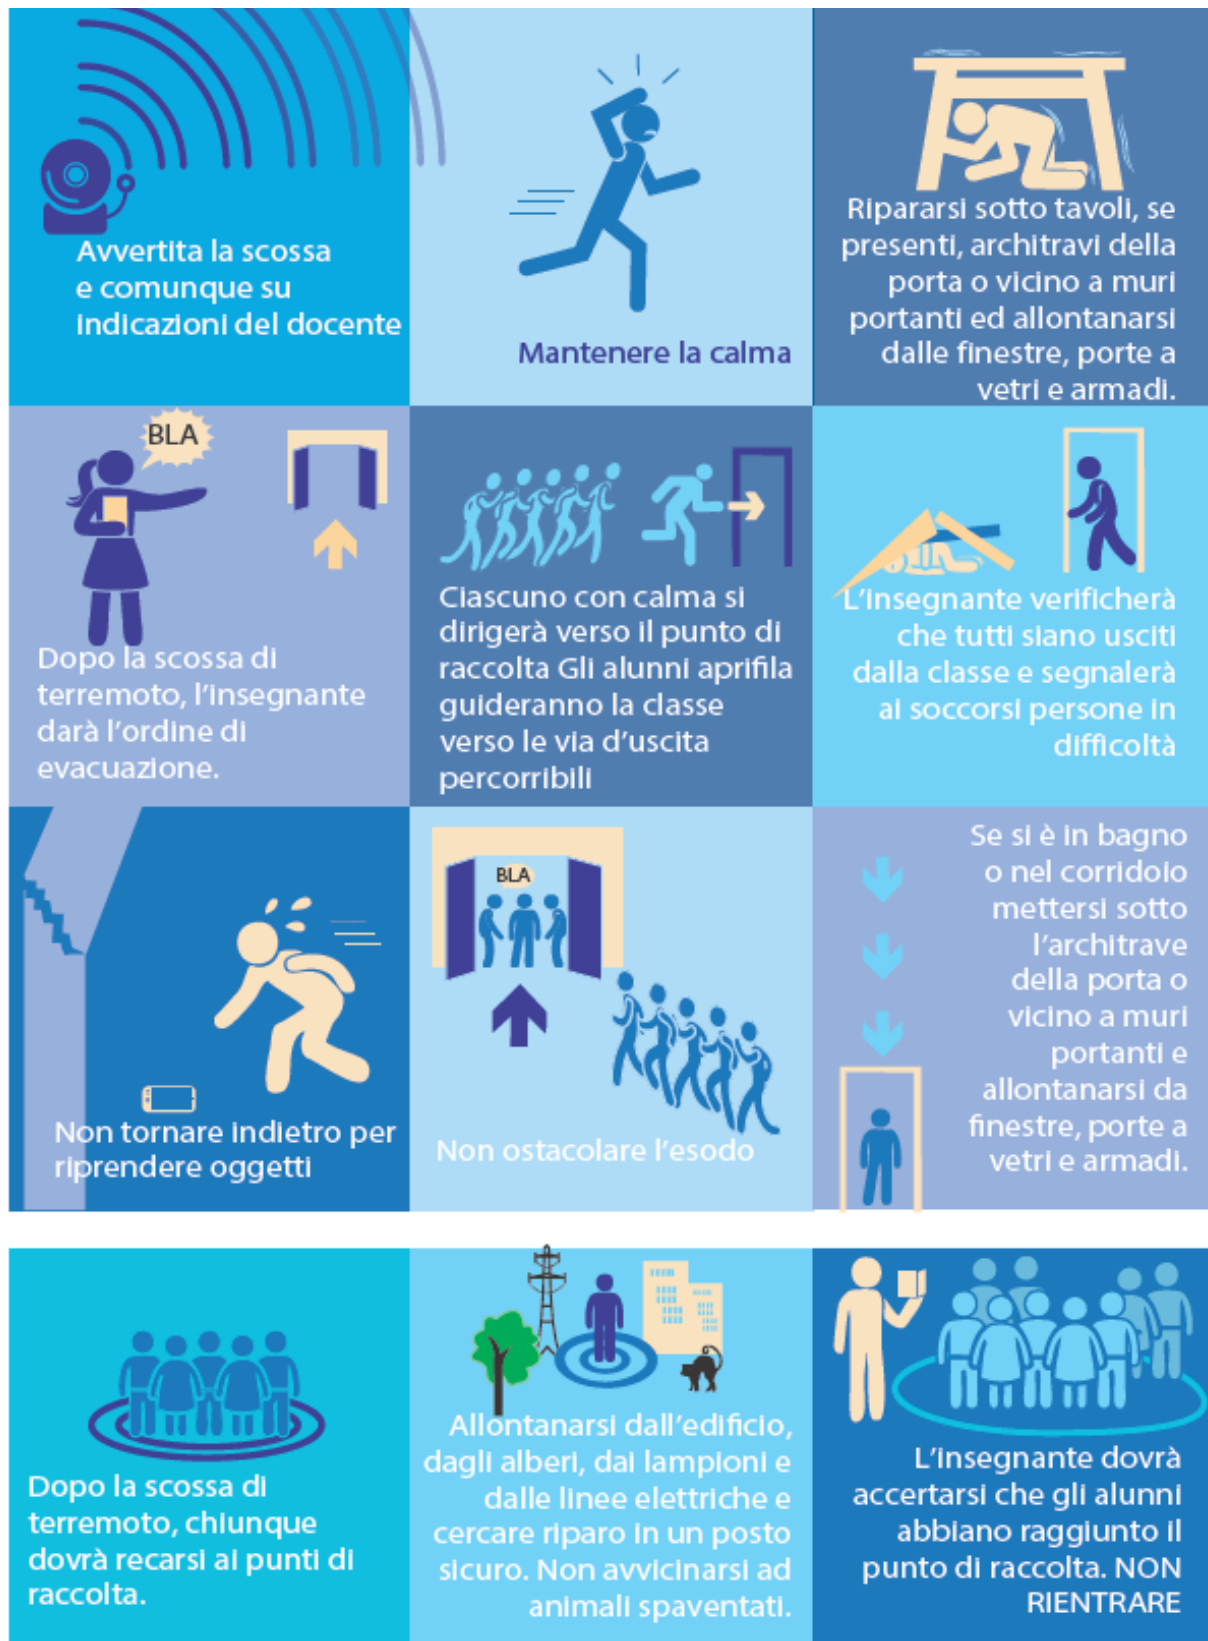 Avvertita la scossa
e comunque su
indicazioni del docente
Mantenere la calma
Ripararsi sotto tavoli, se
presenti, architravi della
porta o vicino a muri
portanti ed allontanarsi
dalle finestre, porte a
vetri e armadi.
BLA
Dopo la scossa di
terremoto, l'insegnante
darà l'ordine di
evacuazione.
Ciascuno con calma si
dirigerà verso il punto di
raccolta Gli alunni aprifila
guideranno la classe
verso le via d'uscita
percorribili
L'insegnante verificherà
che tutti siano usciti
dalla classe e segnalerà
ai soccorsi persone in
difficoltà
Non tornare indietro per
riprendere oggetti
BLA
Non ostacolare l'esodo
Se si è in bagno
o nel corridoio
mettersi sotto
l'architrave
della porta o
vicino a muri
portanti e
allontanarsi da
finestre, porte a
vetri e armadi.
Dopo la scossa di
terremoto, chiunque
dovrà recarsi ai punti di
raccolta.
Allontanarsi dall'edificio,
dagli alberi, dai lampioni e
dalle linee elettriche e
cercare riparo in un posto
sicuro. Non avvicinarsi ad
animali spaventati.
L'insegnante dovrà
accertarsi che gli alunni
abbiano raggiunto il
punto di raccolta. NON
RIENTRARE